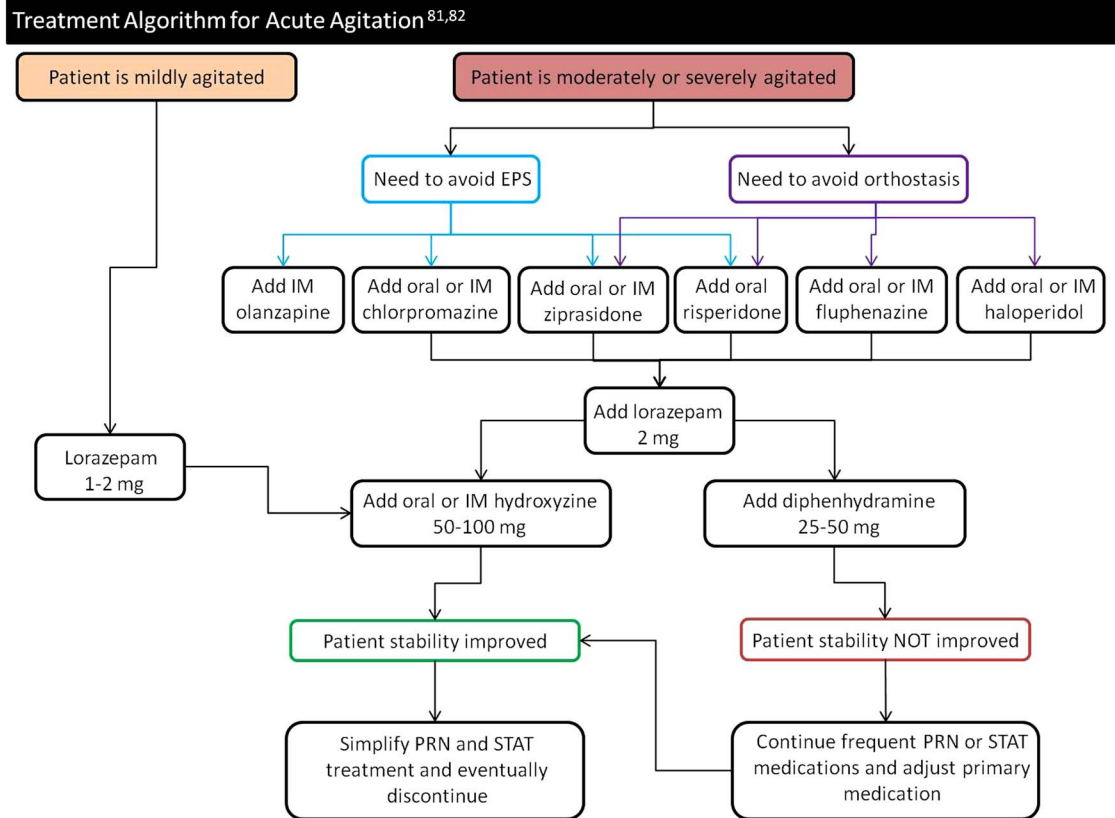 Treatment Algorithm for Acute Agitation 81,82
Patient is mildly agitated
Patient is moderately or severely agitated
Need to avoid EPS
Need to avoid orthostasis
Add IM
olanzapine
Add oral or IM
chlorpromazine
Add oral or IM
ziprasidone
Add oral
risperidone
Add oral or IM
fluphenazine
Add oral or IM
haloperidol
Add lorazepam
2 mg
Lorazepam
1-2 mg
Add oral or IM hydroxyzine
50-100 mg
Add diphenhydramine
25-50 mg
Patient stability improved
Patient stability NOT improved
Simplify PRN and STAT
treatment and eventually
discontinue
Continue frequent PRN or STAT
medications and adjust primary
medication